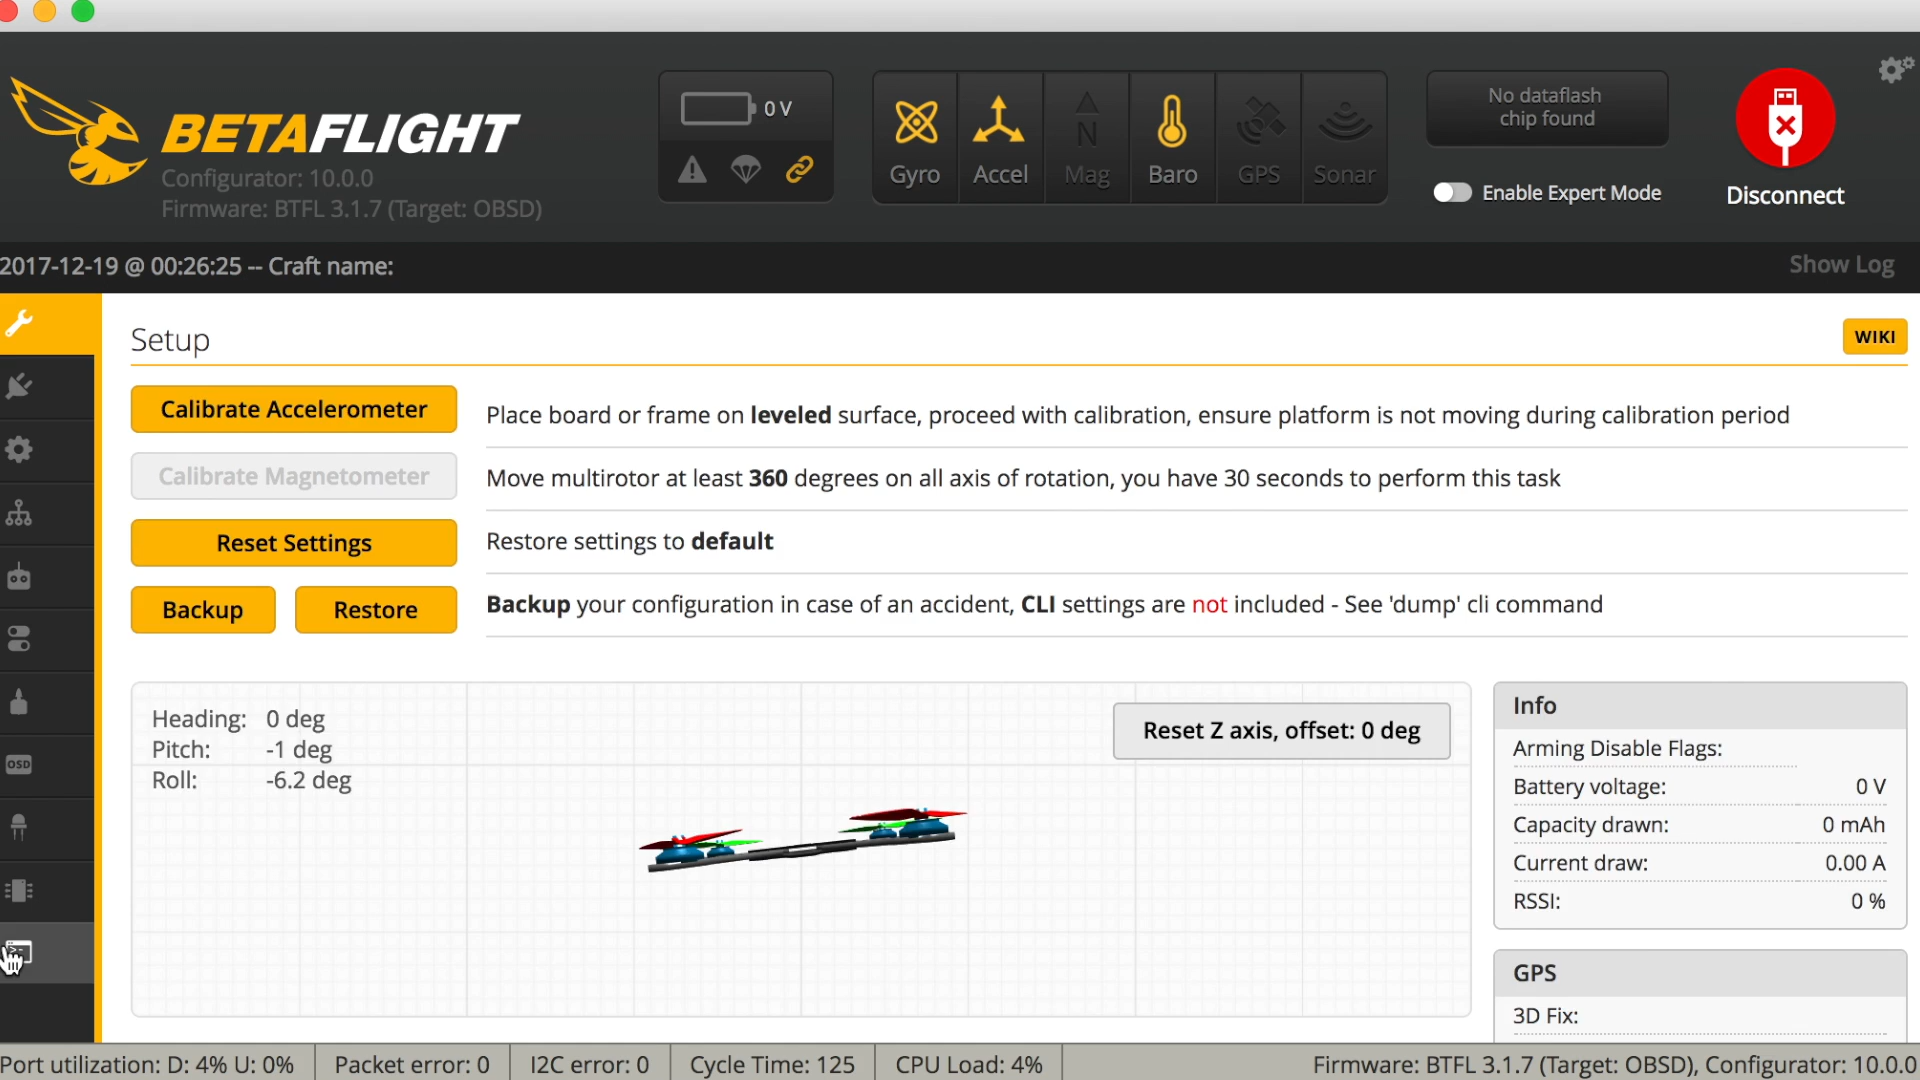 BETAFLIGHT
Configurator: 10.0.0
Firmware: BTFL 3.1.7 (Target: OBSD)
0 V
Gyro
Accel
N
Mag
Baro
GPS
Sonar
No dataflash
chip found
Enable Expert Mode
Disconnect
2017-12-19 @ 00:26:25 -- Craft name:
Show Log
Setup
WIKI
Calibrate Accelerometer
Place board or frame on leveled surface, proceed with calibration, ensure platform is not moving during calibration period
Calibrate Magnetometer
Move multirotor at least 360 degrees on all axis of rotation, you have 30 seconds to perform this task
Reset Settings
Restore settings to default
Backup
Restore
Backup your configuration in case of an accident, CLI settings are not included - See 'dump' cli command
OSD
Heading: 0 deg
Pitch: -1 deg
Roll: -6.2 deg
Reset Z axis, offset: 0 deg
Info
Arming Disable Flags:
Battery voltage: 0 V
Capacity drawn: 0 mAh
Current draw: 0.00 A
RSSI: 0 %
GPS
3D Fix:
Port utilization: D: 4% U: 0%
Packet error: 0
I2C error: 0
Cycle Time: 125
CPU Load: 4%
Firmware: BTFL 3.1.7 (Target: OBSD), Configurator: 10.0.0